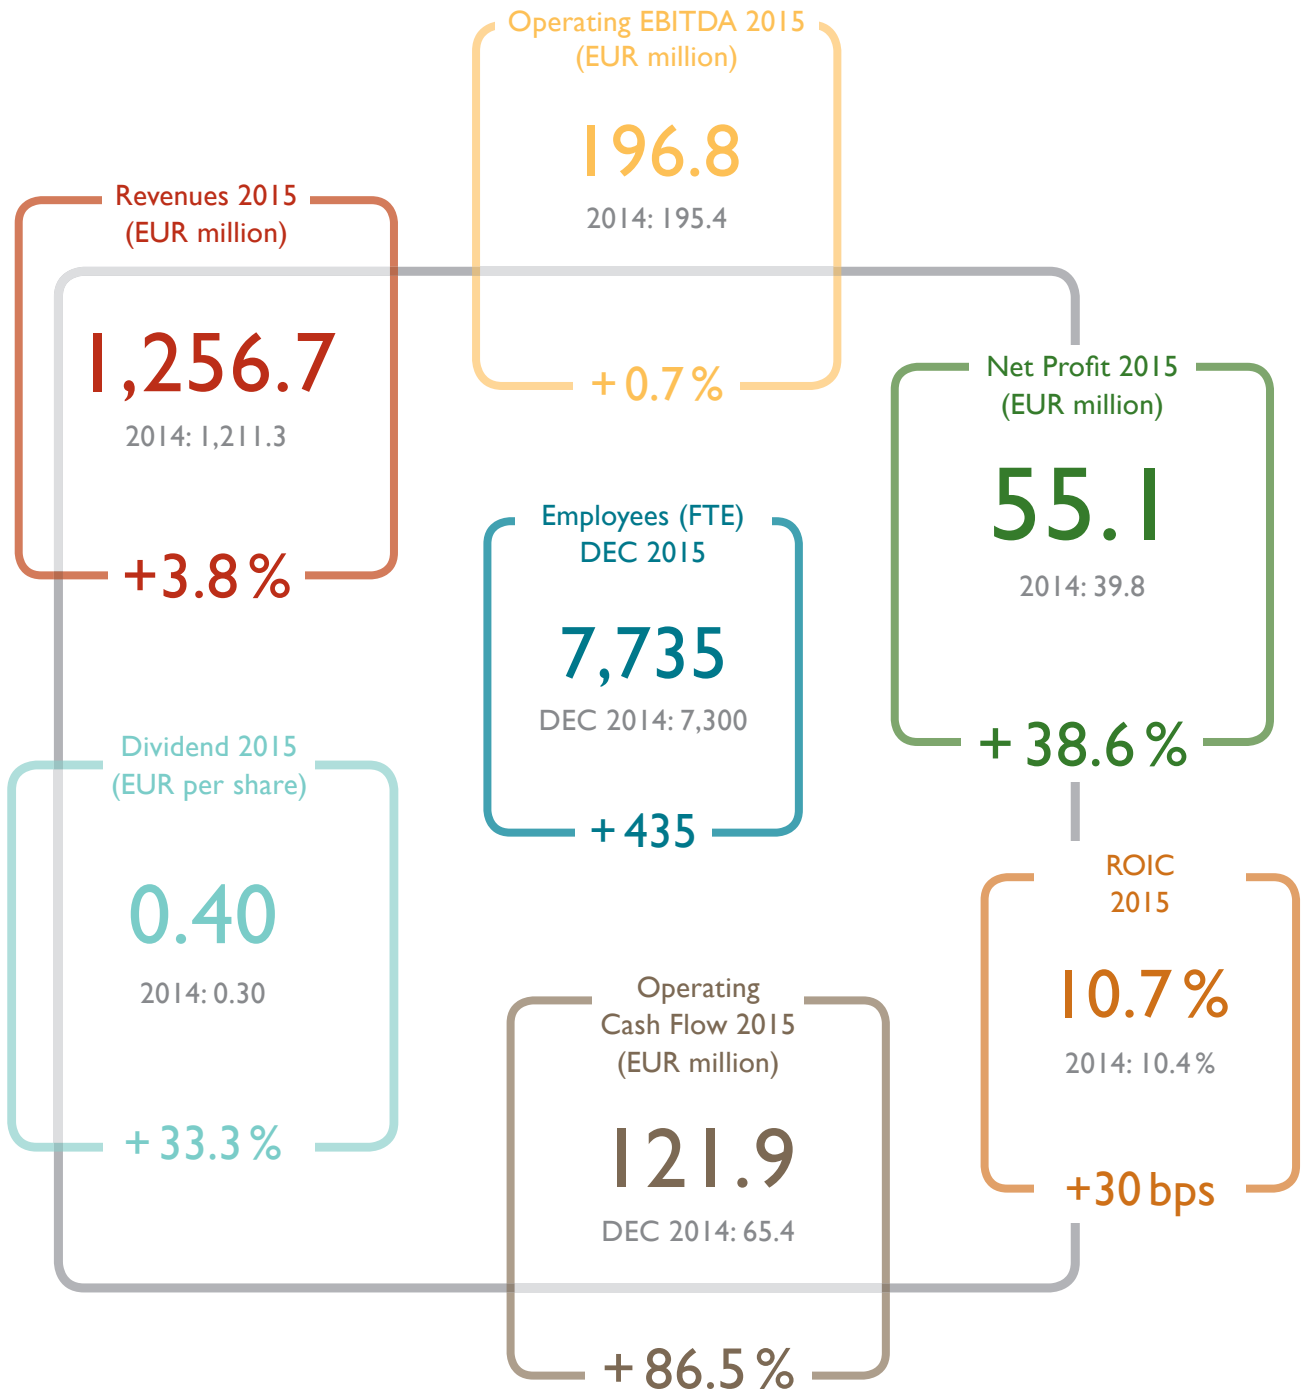 Operating EBITDA 2015
(EUR million)
196.8
2014: 195.4
+ 0.7 %
Revenues 2015
(EUR million)
1,256.7
2014: 1,211.3
+3.8 %
Net Profit 2015
(EUR million)
55.1
2014: 39.8
+ 38.6 %
Employees (FTE)
DEC 2015
7,735
DEC 2014: 7,300
+ 435
Dividend 2015
(EUR per share)
0.40
2014: 0.30
+ 33.3 %
ROIC
2015
10.7 %
2014: 10.4 %
+30 bps
Operating
Cash Flow 2015
(EUR million)
121.9
DEC 2014: 65.4
+ 86.5 %